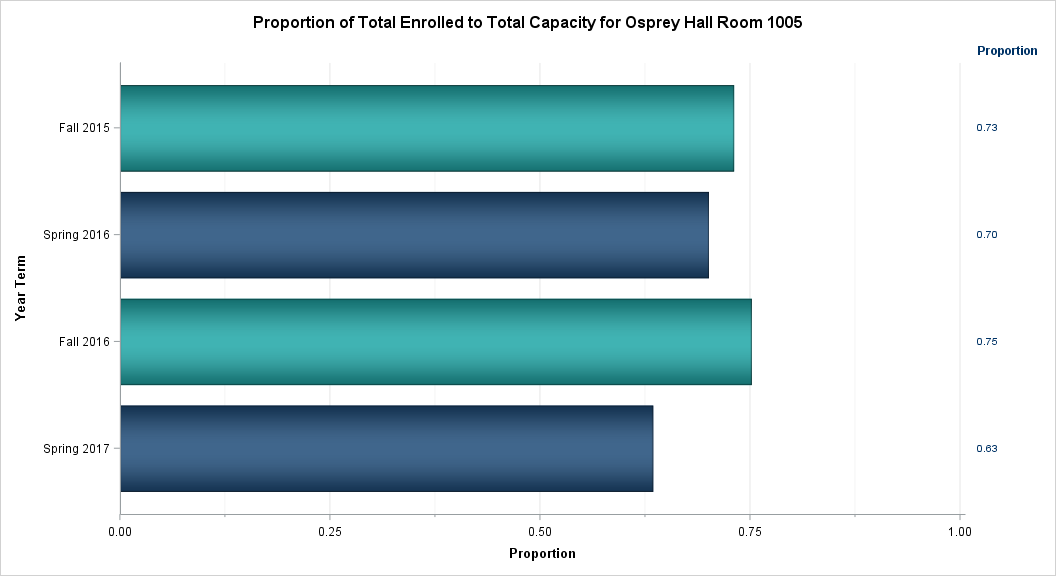 Proportion of Total Enrolled to Total Capacity for Osprey Hall Room 1005
Proportion
Fall 2015
0.73
Spring 2016
0.70
Year Term
Fall 2016
0.75
Spring 2017
0.63
0.00 0.25 0.50 0.75 1.00
Proportion